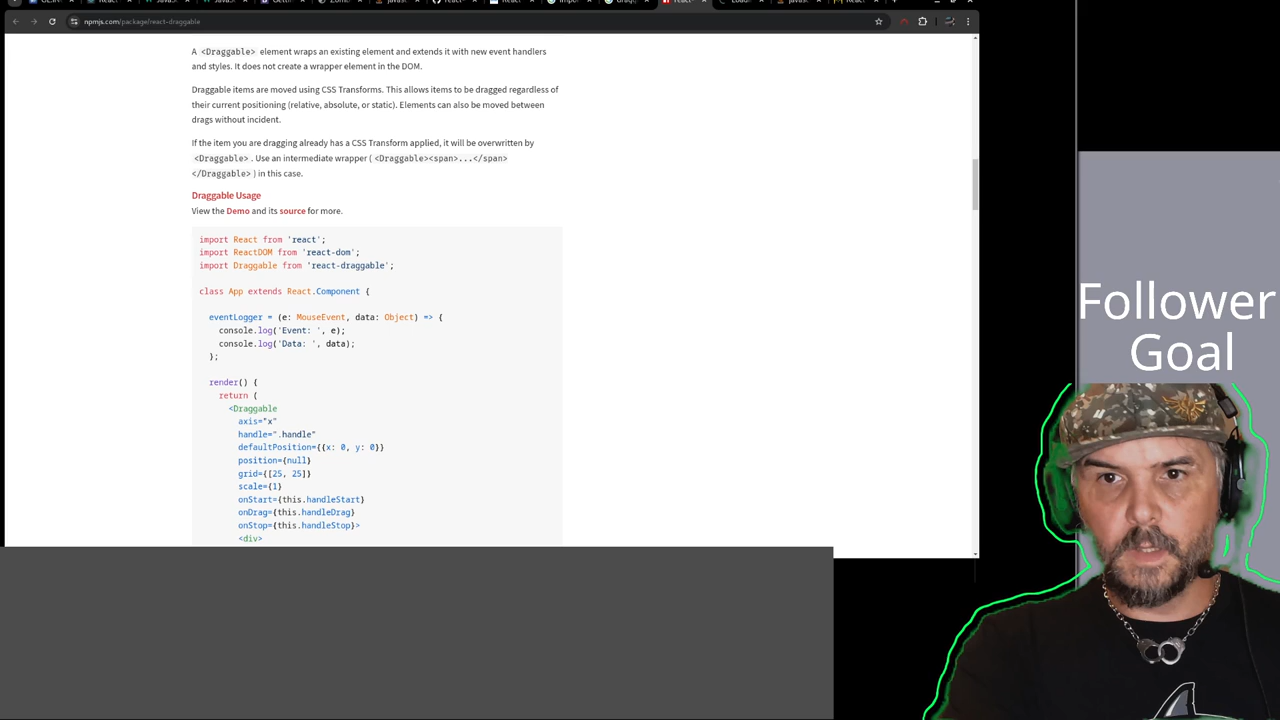 npmjs.com/package/react-draggable
A <Draggable> element wraps an existing element and extends it with new event handlers
and styles. It does not create a wrapper element in the DOM.
Draggable items are moved using CSS Transforms. This allows items to be dragged regardless of
their current positioning (relative, absolute, or static). Elements can also be moved between
drags without incident.
If the item you are dragging already has a CSS Transform applied, it will be overwritten by
<Draggable> . Use an intermediate wrapper ( <Draggable><span>...</span>
</Draggable> ) in this case.
Draggable Usage
View the Demo and its source for more.
import React from 'react';
import ReactDOM from 'react-dom';
import Draggable from 'react-draggable';
class App extends React.Component {
eventLogger = (e: MouseEvent, data: Object) => {
console.log('Event: ', e);
console.log('Data: ', data);
};
render() {
return (
<Draggable
axis="x"
handle=".handle"
defaultPosition={{x: 0, y: 0}}
position={null}
grid={[25, 25]}
scale={1}
onStart={this.handleStart}
onDrag={this.handleDrag}
onStop={this.handleStop}>
<div>
Follower
Goal